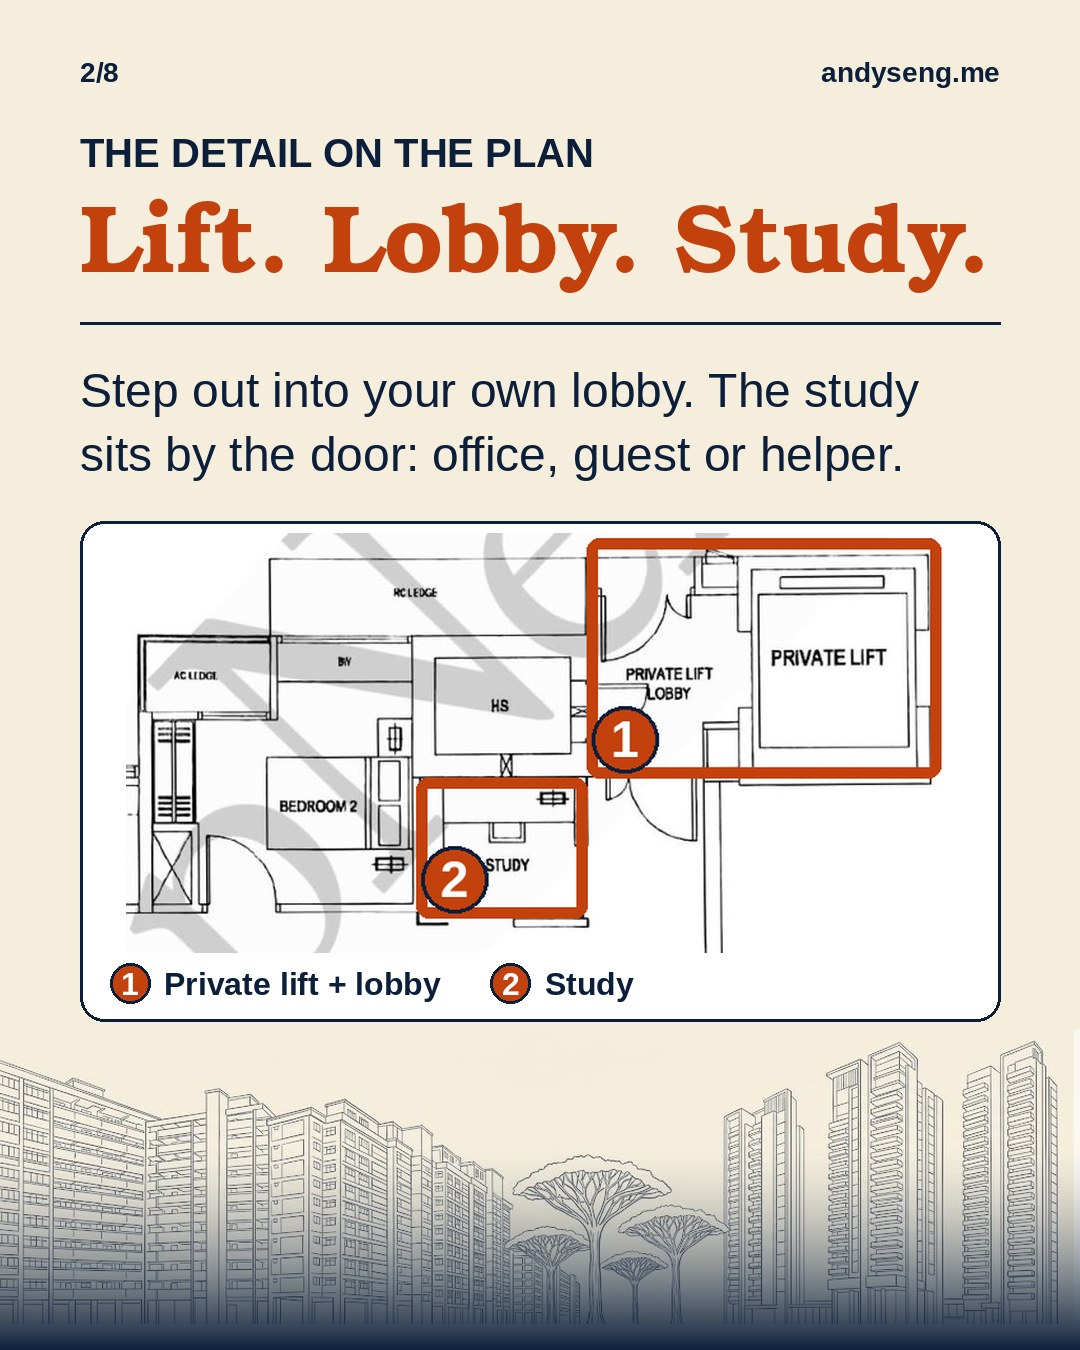 2/8
andyseng.me
THE DETAIL ON THE PLAN
Lift. Lobby. Study.
Step out into your own lobby. The study
sits by the door: office, guest or helper.
RC LEDGE
AC LEDGE
BW
HS
PRIVATE LIFT
LOBBY
PRIVATE LIFT
1
BEDROOM 2
2
STUDY
1 Private lift + lobby
2 Study